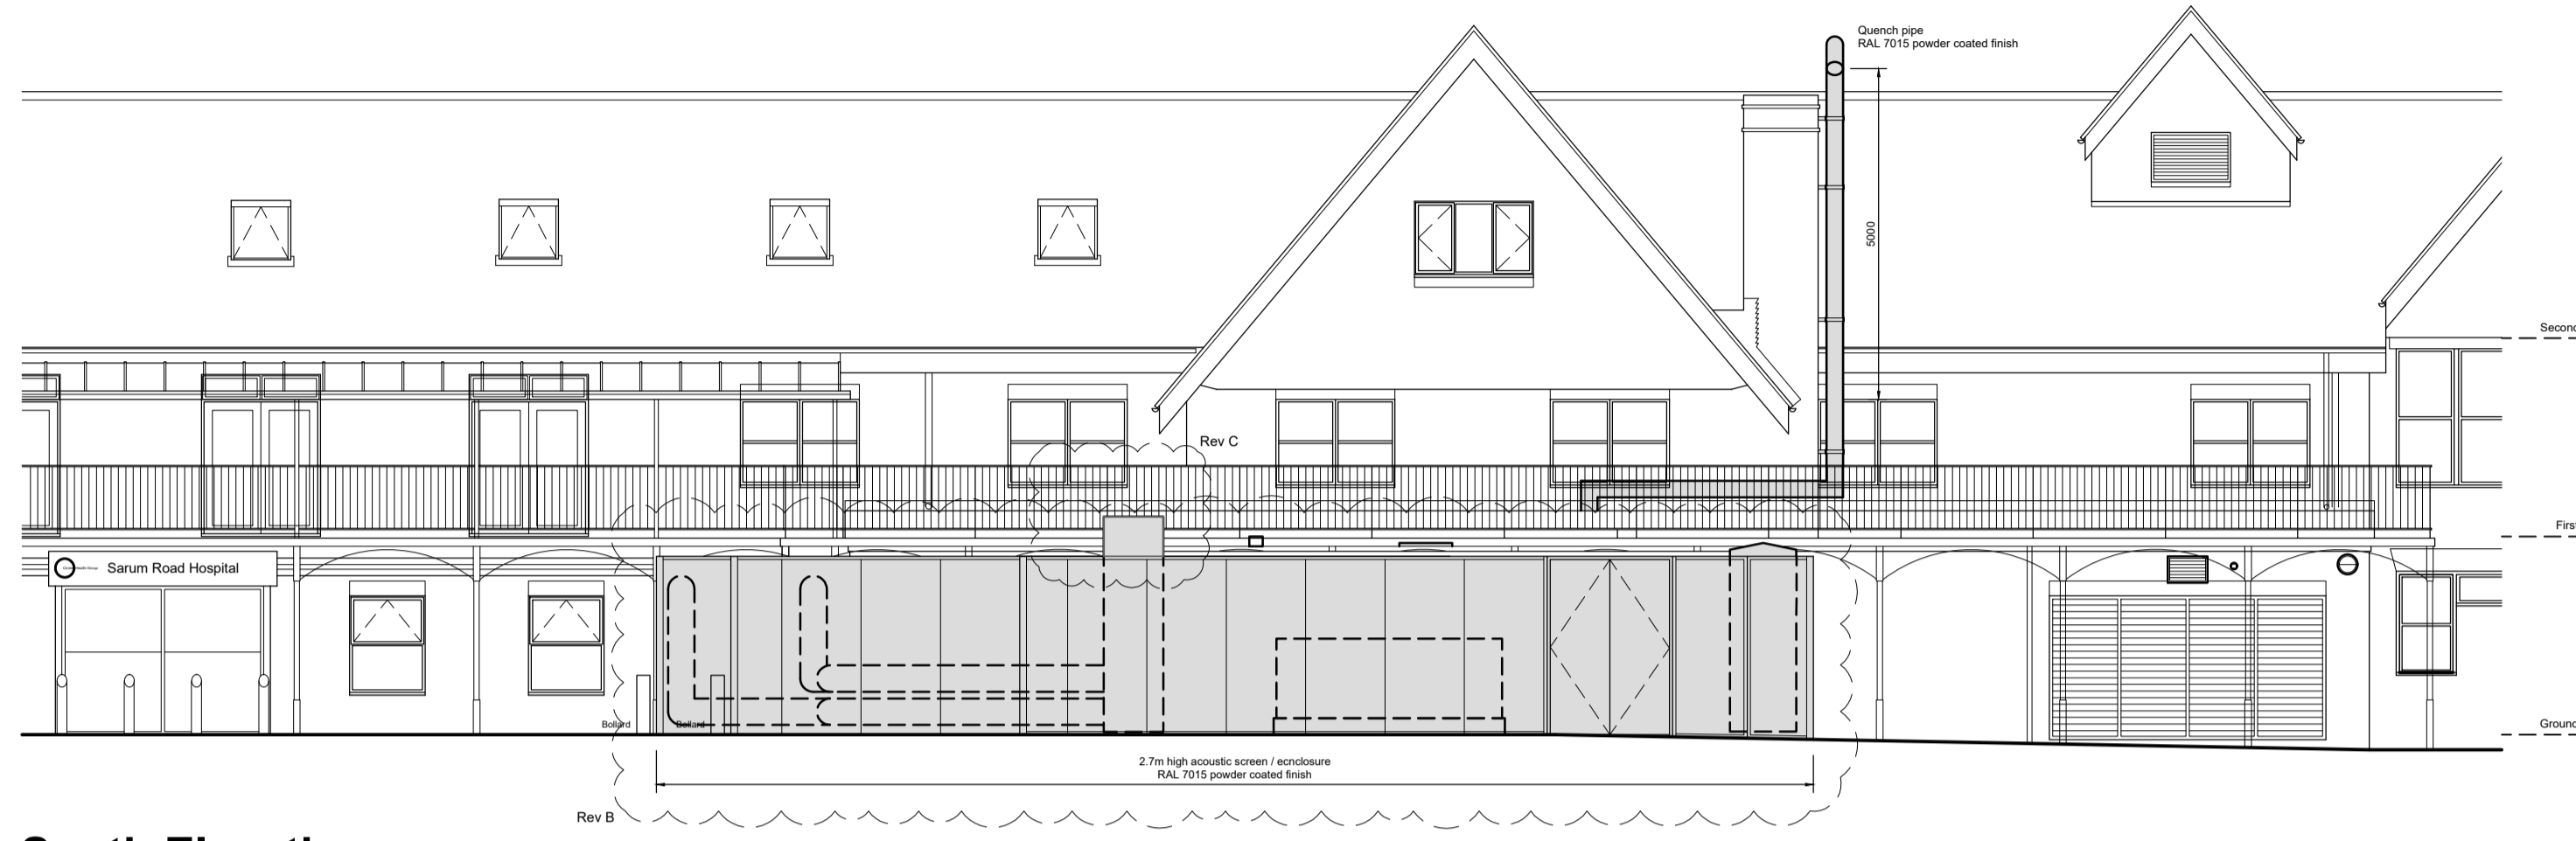 Quench pipe
RAL 7015 powder coated finish
5000
Second
Rev C
First
Sarum Road Hospital
Bollard
Bollard
Ground
2.7m high acoustic screen / ecnclosure
RAL 7015 powder coated finish
Rev B